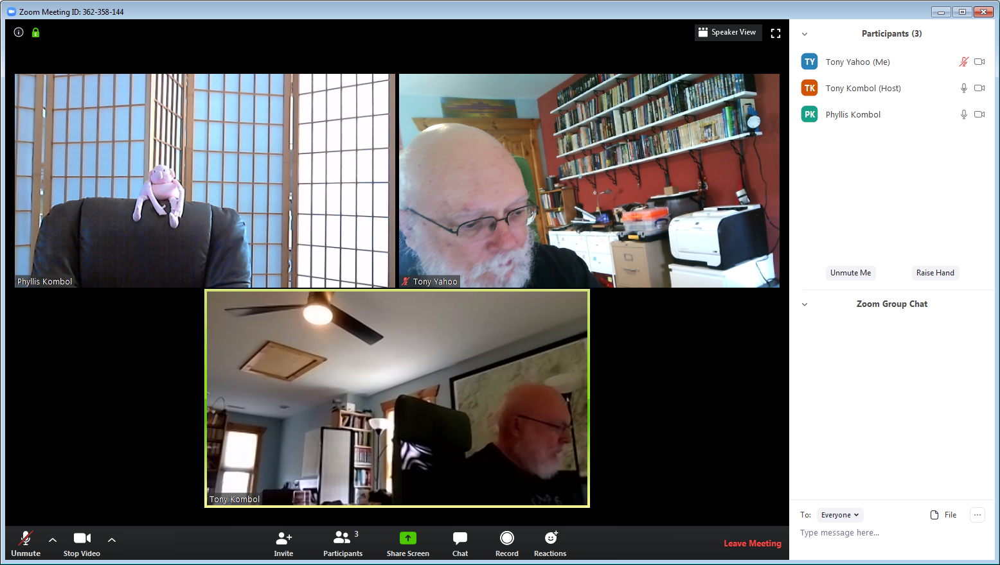 Zoom Meeting ID: 362-358-144
Speaker View
Participants (3)
TY Tony Yahoo (Me)
TK Tony Kombol (Host)
PK Phyllis Kombol
Phyllis Kombol
Tony Yahoo
Unmute Me
Raise Hand
Zoom Group Chat
Tony Kombol
To: Everyone
File
Type message here...
3
Unmute
Stop Video
Invite
Participants
Share Screen
Chat
Record
Reactions
Leave Meeting